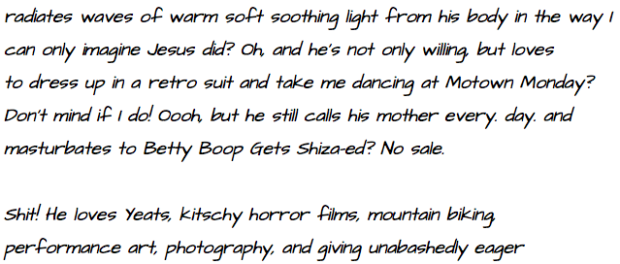 radiates waves of warm soft soothing light from his body in the way I
can only imagine Jesus did? Oh, and he's not only willing, but loves
to dress up in a retro suit and take me dancing at Motown Monday?
Don't mind if I do! Oooh, but he still calls his mother every. day. and
masturbates to Betty Boop Gets Shiza-ed? No sale.

Shit! He loves Yeats, kitschy horror films, mountain biking,
performance art, photography, and giving unabashedly eager